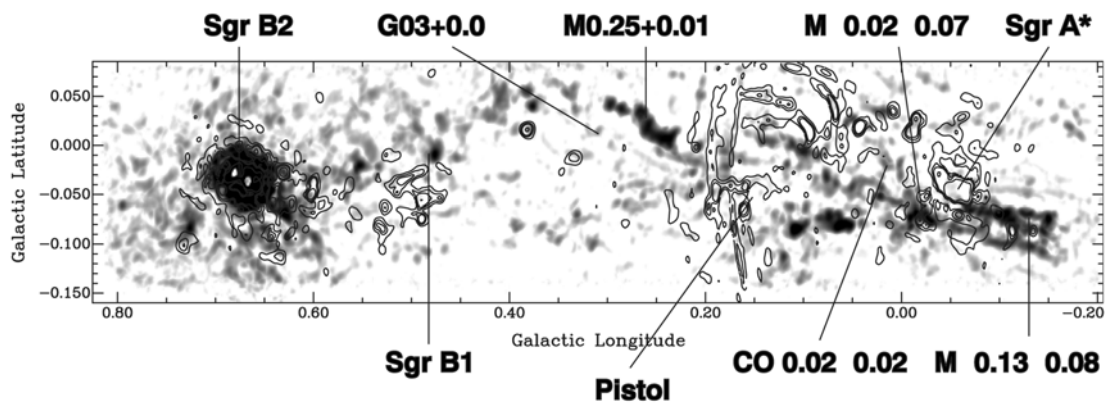 Sgr B2 G03+0.0 M0.25+0.01 M 0.02 0.07 Sgr A*
0.050
0.000
−0.050
−0.100
−0.150
Galactic Latitude
0.80 0.60 0.40 0.20 0.00 −0.20
Galactic Longitude
Sgr B1 Pistol CO 0.02 0.02 M 0.13 0.08